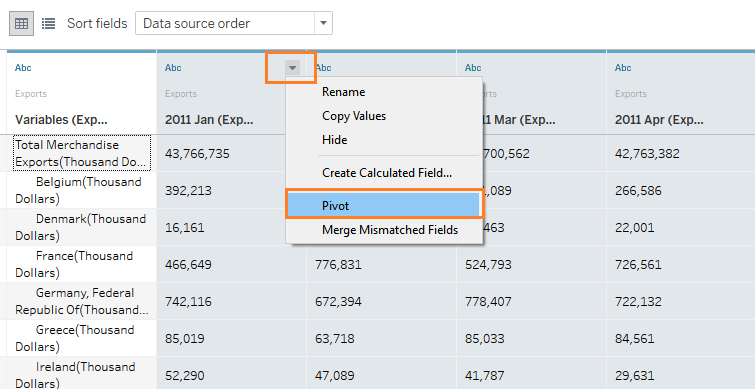 Sort fields Data source order
Abc Abc Abc Abc Abc
Exports Exports Exports Exports
Variables (Exp... 2011 Jan (Exp... 11 Mar (Exp... 2011 Apr (Exp...
Rename
Copy Values
Hide
Create Calculated Field...
Pivot
Merge Mismatched Fields
Total Merchandise
Exports(Thousand Do... 43,766,735 700,562 42,763,382
Belgium(Thousand
Dollars) 392,213 ,089 266,586
Denmark(Thousand
Dollars) 16,161 463 22,001
France(Thousand
Dollars) 466,649 776,831 524,793 726,561
Germany, Federal
Republic Of(Thousand... 742,116 672,394 778,407 722,132
Greece(Thousand
Dollars) 85,019 63,718 85,033 84,561
Ireland(Thousand
Dollars) 52,290 47,089 41,787 29,631